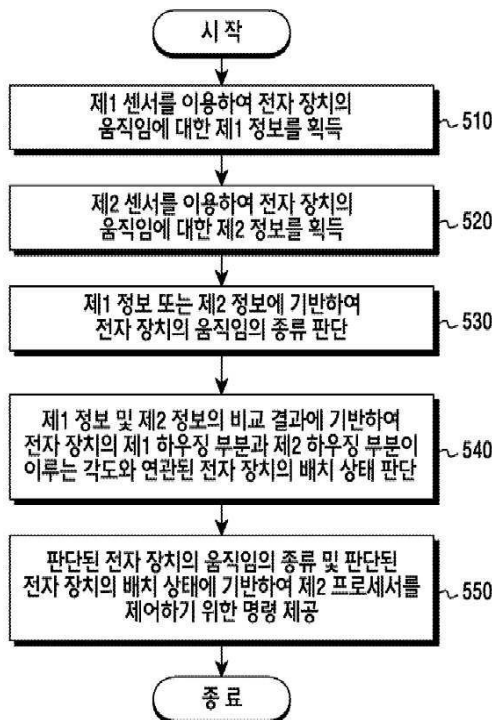 시 작
제1 센서를 이용하여 전자 장치의
움직임에 대한 제1 정보를 획득
510
제2 센서를 이용하여 전자 장치의
움직임에 대한 제2 정보를 획득
520
제1 정보 또는 제2 정보에 기반하여
전자 장치의 움직임의 종류 판단
530
제1 정보 및 제2 정보의 비교 결과에 기반하여
전자 장치의 제1 하우징 부분과 제2 하우징 부분이
이루는 각도와 연관된 전자 장치의 배치 상태 판단
540
판단된 전자 장치의 움직임의 종류 및 판단된
전자 장치의 배치 상태에 기반하여 제2 프로세서를
제어하기 위한 명령 제공
550
종 료